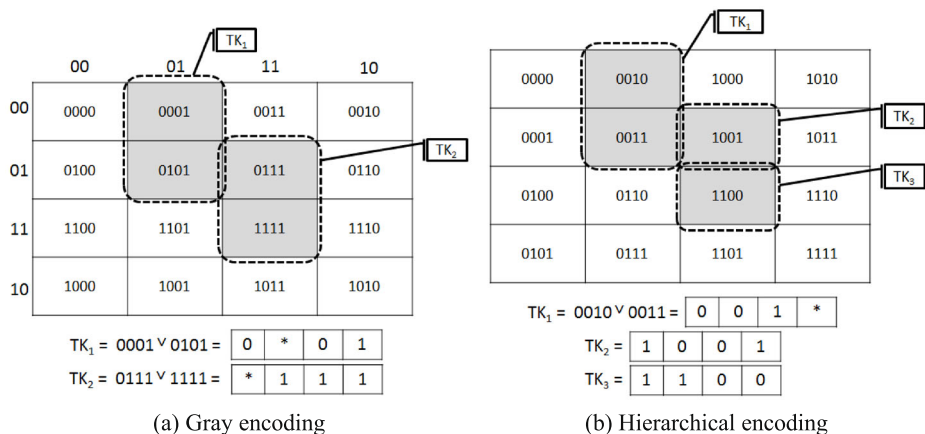 TK₁
00 01 11 10
00 0000 0001 0011 0010
01 0100 0101 0111 0110
TK₂
11 1100 1101 1111 1110
10 1000 1001 1011 1010
TK₁ = 0001 ∨ 0101 = 0 * 0 1
TK₂ = 0111 ∨ 1111 = * 1 1 1
(a) Gray encoding
TK₁
0000 0010 1000 1010
TK₂
0001 0011 1001 1011
TK₃
0100 0110 1100 1110
0101 0111 1101 1111
TK₁ = 0010 ∨ 0011 = 0 0 1 *
TK₂ = 1 0 0 1
TK₃ = 1 1 0 0
(b) Hierarchical encoding